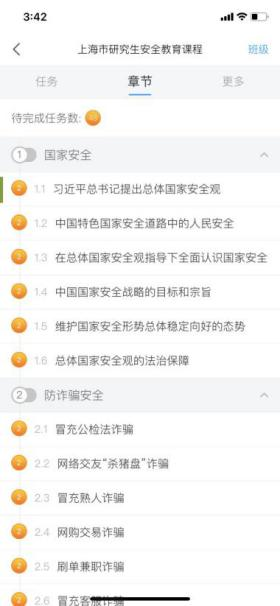 3:42
上海市研究生安全教育课程
班级
任务
章节
更多
待完成任务数:
1 国家安全
2 1.1 习近平总书记提出总体国家安全观
2 1.2 中国特色国家安全道路中的人民安全
2 1.3 在总体国家安全观指导下全面认识国家安全
2 1.4 中国国家安全战略的目标和宗旨
2 1.5 维护国家安全形势总体稳定向好的态势
2 1.6 总体国家安全观的法治保障
2 防诈骗安全
2 2.1 冒充公检法诈骗
2 2.2 网络交友“杀猪盘”诈骗
2 2.3 冒充熟人诈骗
2 2.4 网购交易诈骗
2 2.5 刷单兼职诈骗
2 2.6 冒充客服诈骗